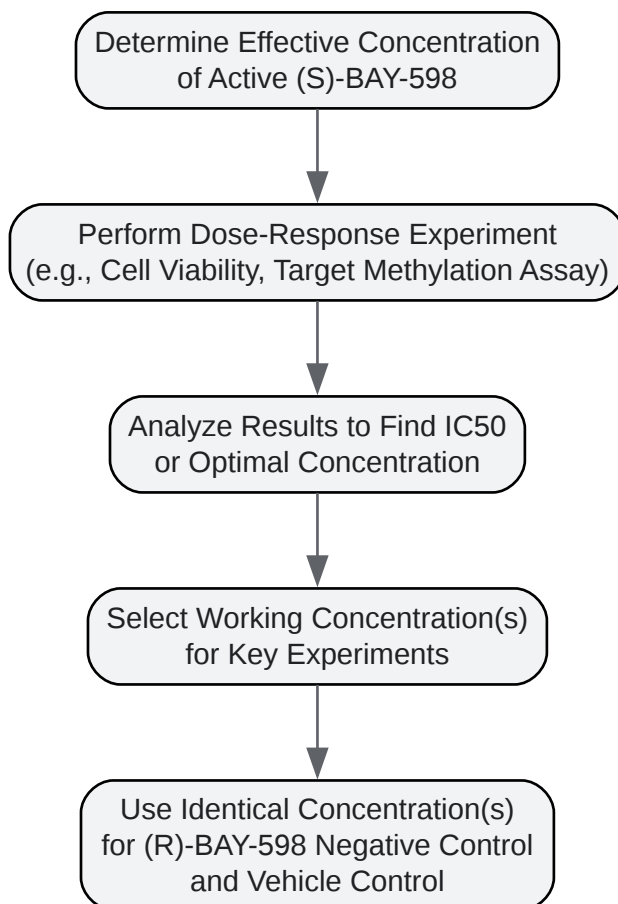 Determine Effective Concentration
of Active (S)-BAY-598
Perform Dose-Response Experiment
(e.g., Cell Viability, Target Methylation Assay)
Analyze Results to Find IC50
or Optimal Concentration
Select Working Concentration(s)
for Key Experiments
Use Identical Concentration(s)
for (R)-BAY-598 Negative Control
and Vehicle Control